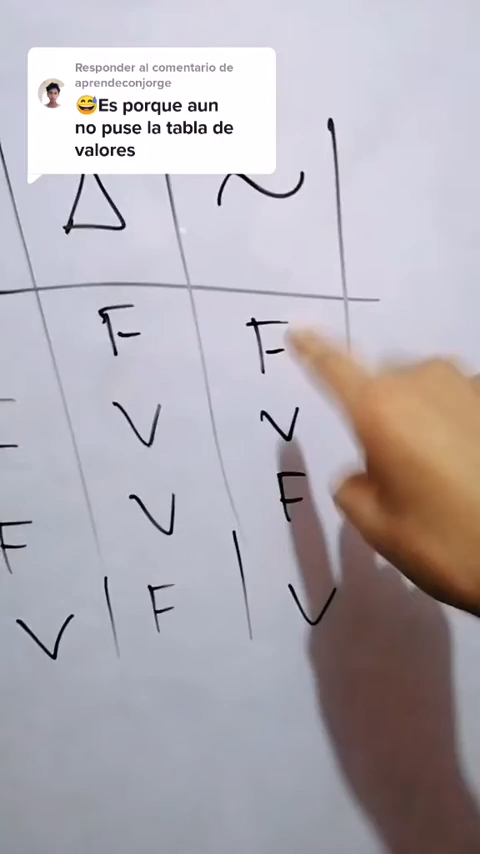 Responder al comentario de
aprendeconjorge
😅Es porque aun
no puse la tabla de
valores
Δ ~
F F
V V
F V F
V F V